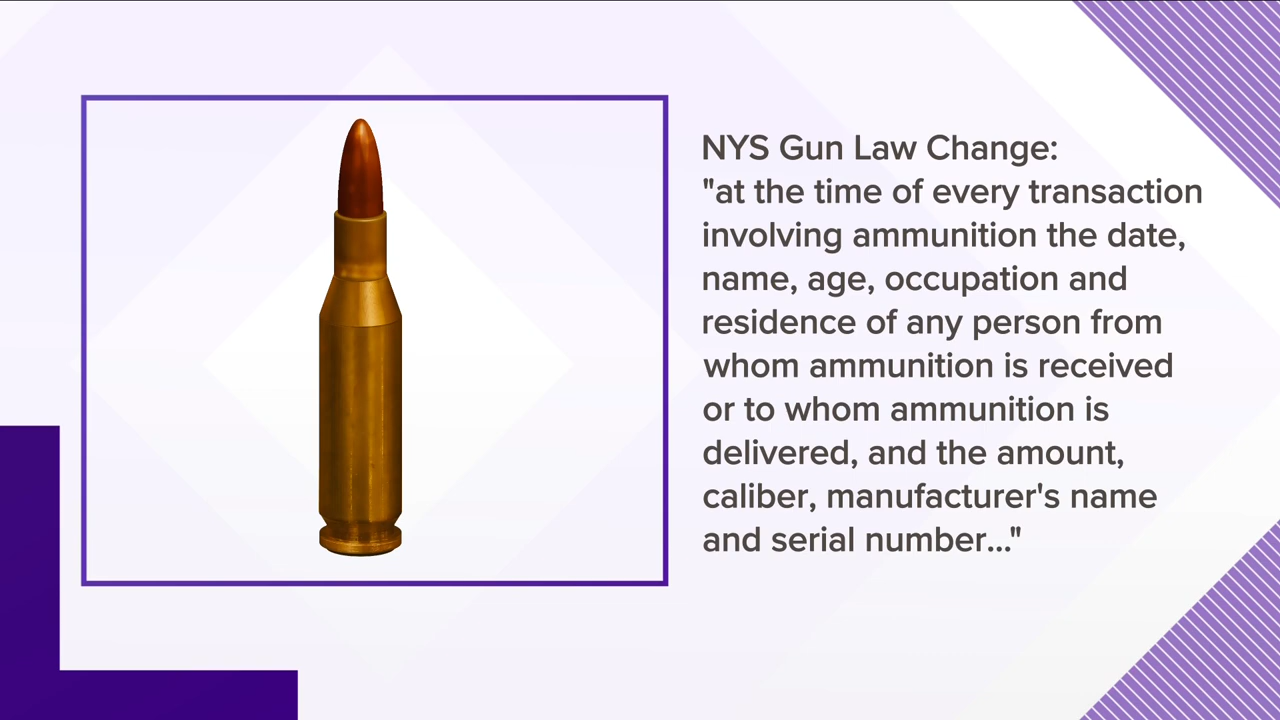 NYS Gun Law Change:
"at the time of every transaction
involving ammunition the date,
name, age, occupation and
residence of any person from
whom ammunition is received
or to whom ammunition is
delivered, and the amount,
caliber, manufacturer's name
and serial number..."